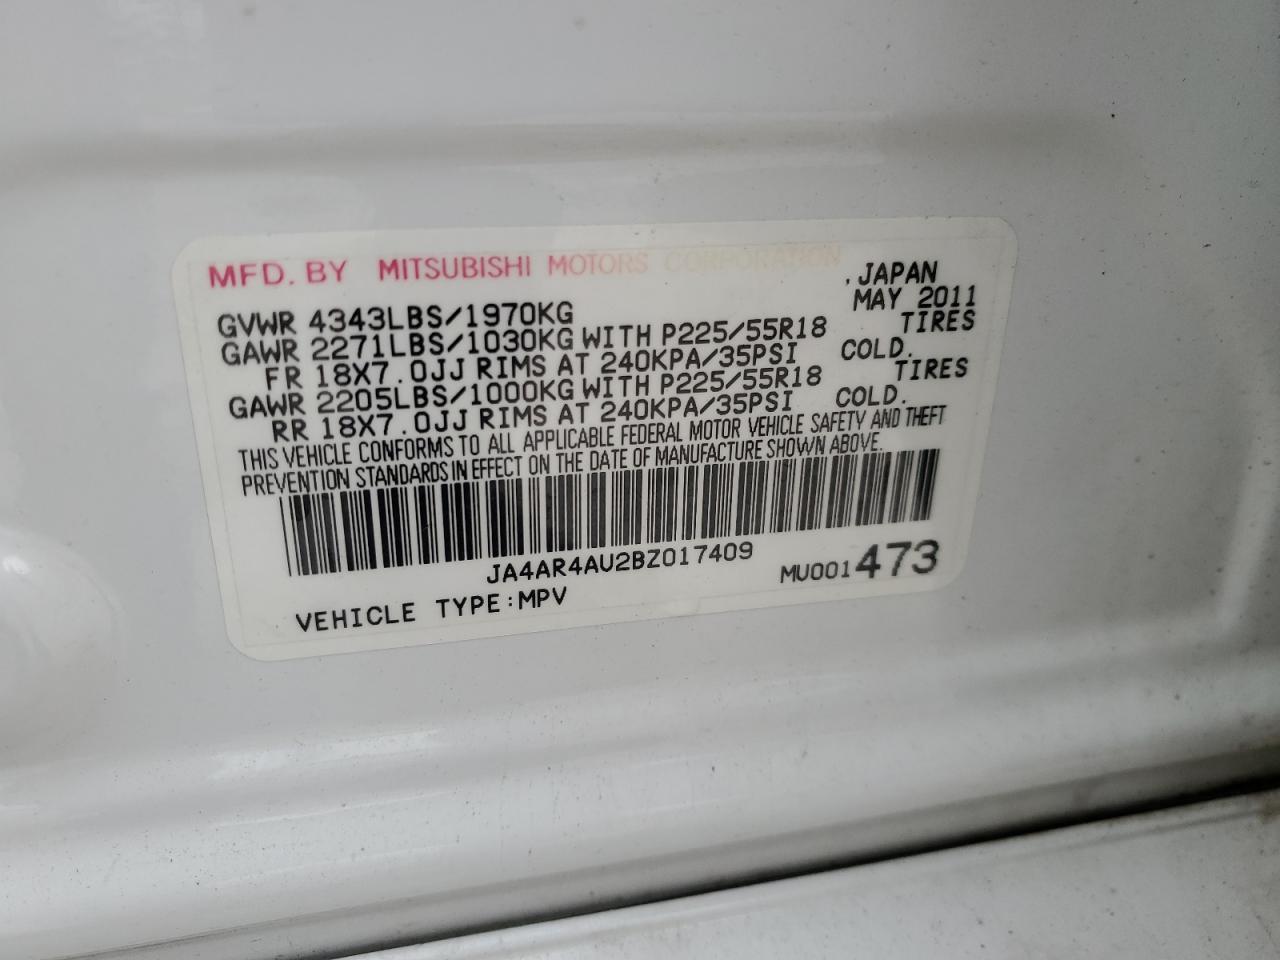 MFD. BY MITSUBISHI MOTORS CORPORATION , JAPAN
GVWR 4343LBS/1970KG MAY 2011
GAWR 2271LBS/1030KG WITH P225/55R18 TIRES
FR 18X7.0JJ RIMS AT 240KPA/35PSI COLD.
GAWR 2205LBS/1000KG WITH P225/55R18 TIRES
RR 18X7.0JJ RIMS AT 240KPA/35PSI COLD.
THIS VEHICLE CONFORMS TO ALL APPLICABLE FEDERAL MOTOR VEHICLE SAFETY AND THEFT
PREVENTION STANDARDS IN EFFECT ON THE DATE OF MANUFACTURE SHOWN ABOVE.
JA4AR4AU2BZ017409
MU001473
VEHICLE TYPE:MPV